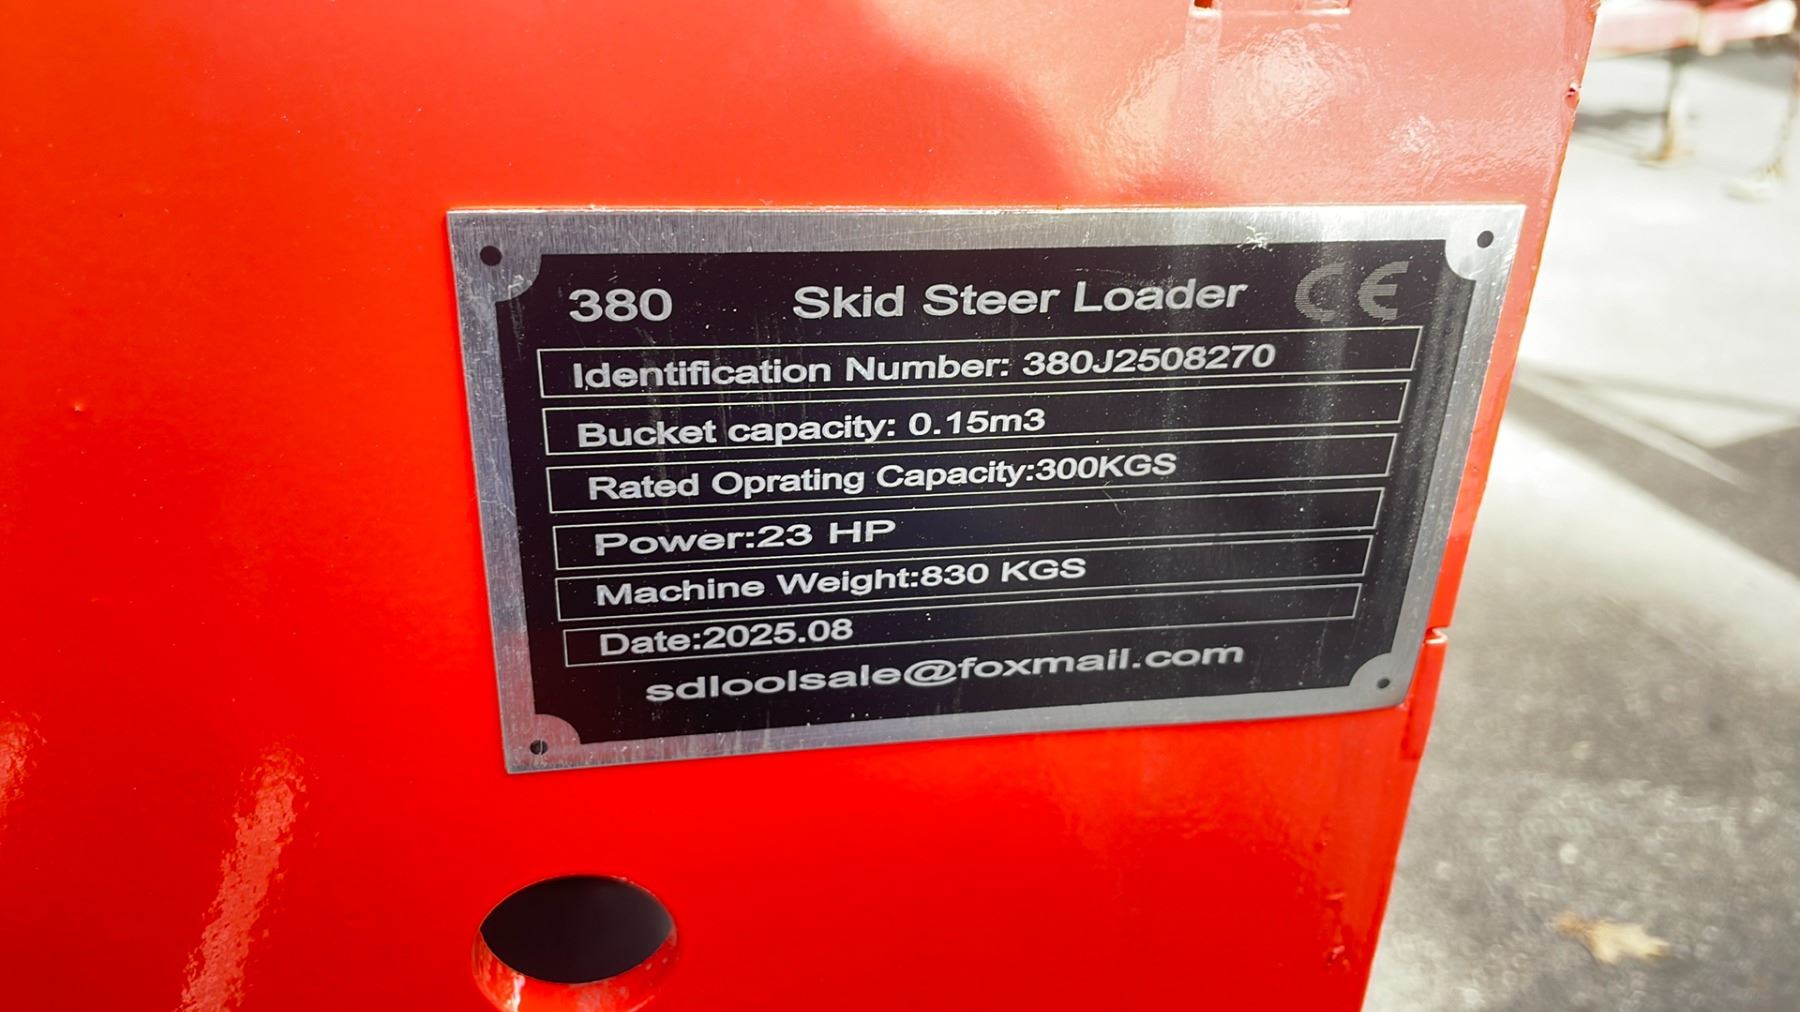 380 Skid Steer Loader CE
Identification Number: 380J2508270
Bucket capacity: 0.15m3
Rated Oprating Capacity:300KGS
Power:23 HP
Machine Weight:830 KGS
Date:2025.08
sdloolsale@foxmail.com